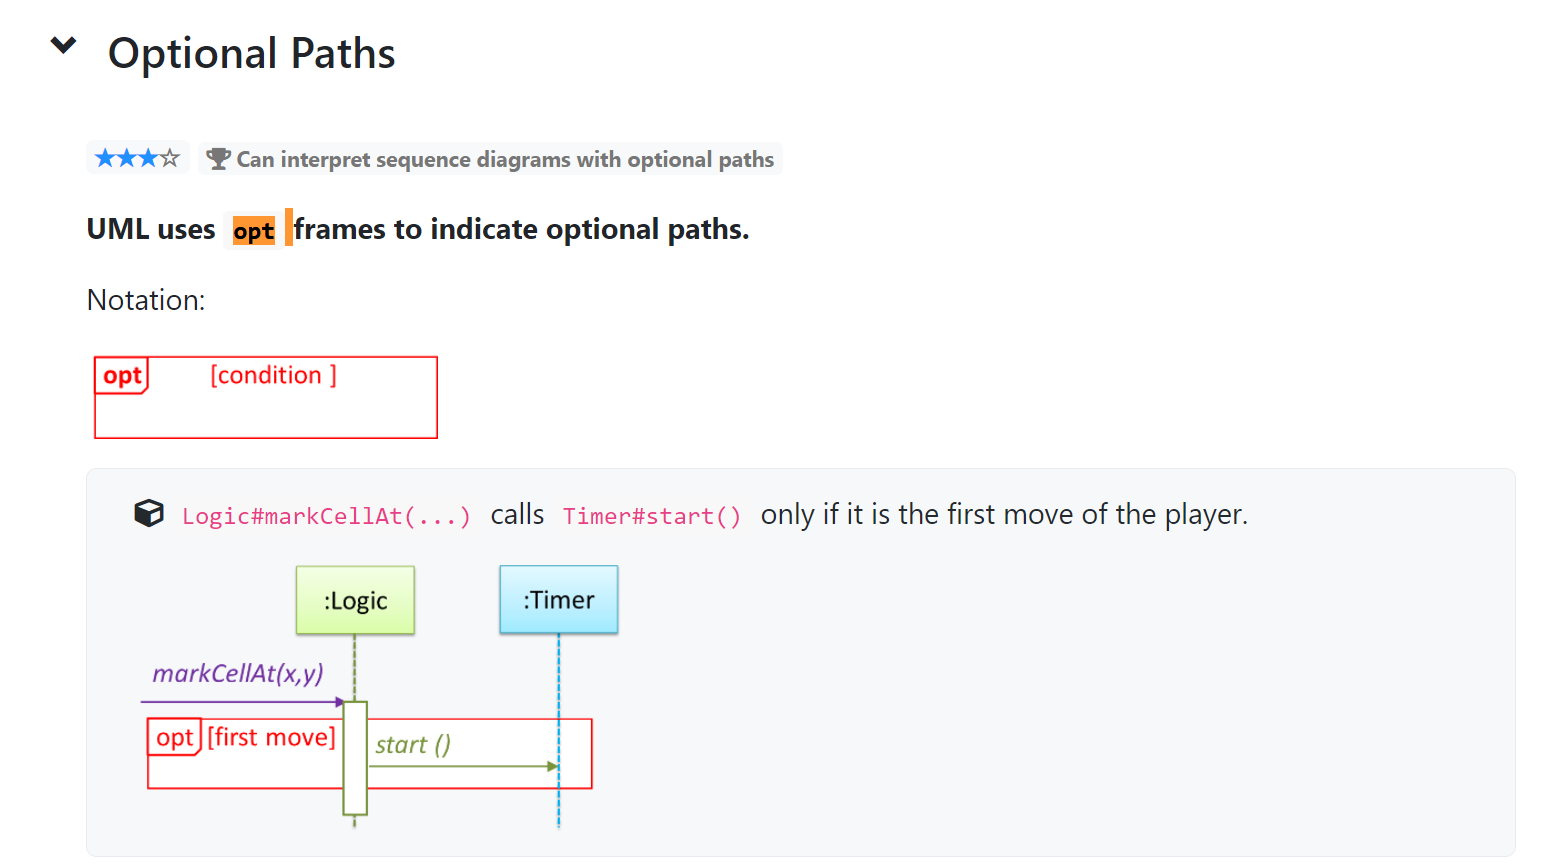 Optional Paths
★★★☆ Can interpret sequence diagrams with optional paths
UML uses opt frames to indicate optional paths.
Notation:
opt [condition ]
Logic#markCellAt(...) calls Timer#start() only if it is the first move of the player.
:Logic :Timer
markCellAt(x,y)
opt [first move] start ()